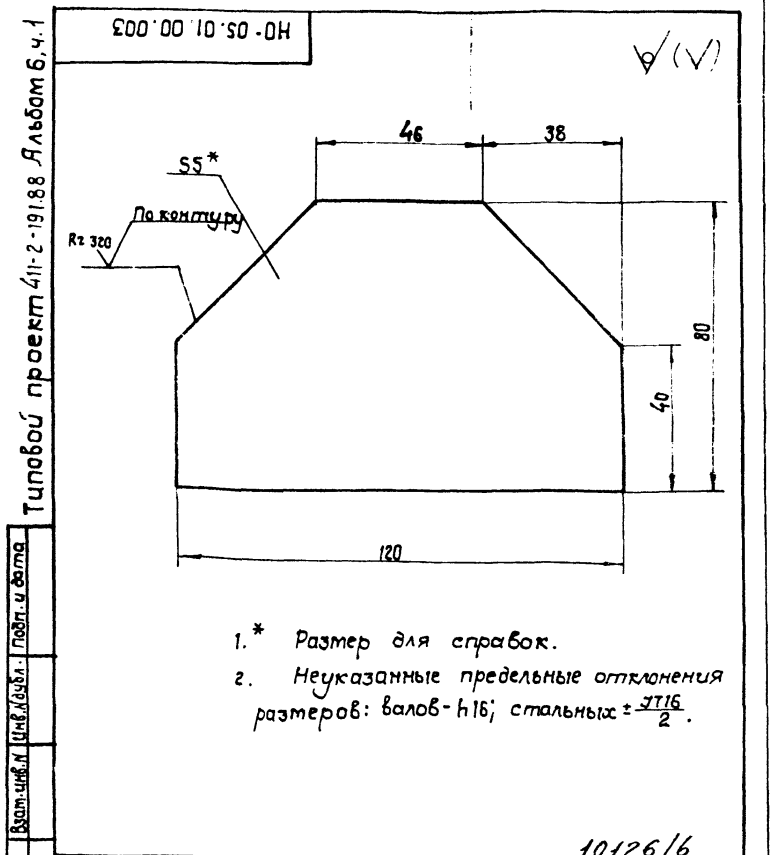 НО-05.01.00.003
Типовой проект 411-2-191.88 Альбом 6, ч.1
(√)
46
38
S5*
По контуру
Rz 320
80
40
120
1.* Размер для справок.
2. Неуказанные предельные отклонения
размеров: валов-h16; стальных ± JT16/2.
Взам.инв.N Инв.N дубл. Подп. и дата
10126/6